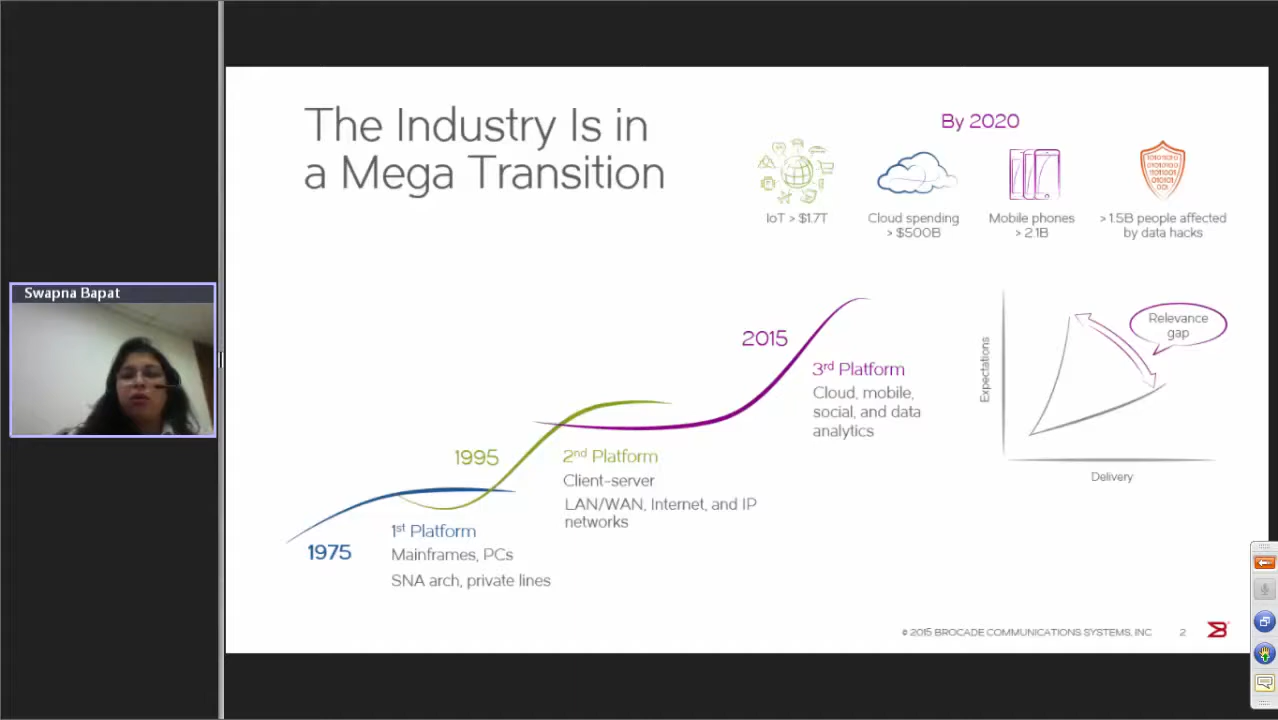 Swapna Bapat
The Industry Is in
a Mega Transition
By 2020
IoT > $1.7T
Cloud spending
> $500B
Mobile phones
> 2.1B
> 1.5B people affected
by data hacks
1975
1st Platform
Mainframes, PCs
SNA arch, private lines
1995
2nd Platform
Client-server
LAN/WAN, Internet, and IP
networks
2015
3rd Platform
Cloud, mobile,
social, and data
analytics
Expectations
Relevance
gap
Delivery
© 2015 BROCADE COMMUNICATIONS SYSTEMS, INC
2
B